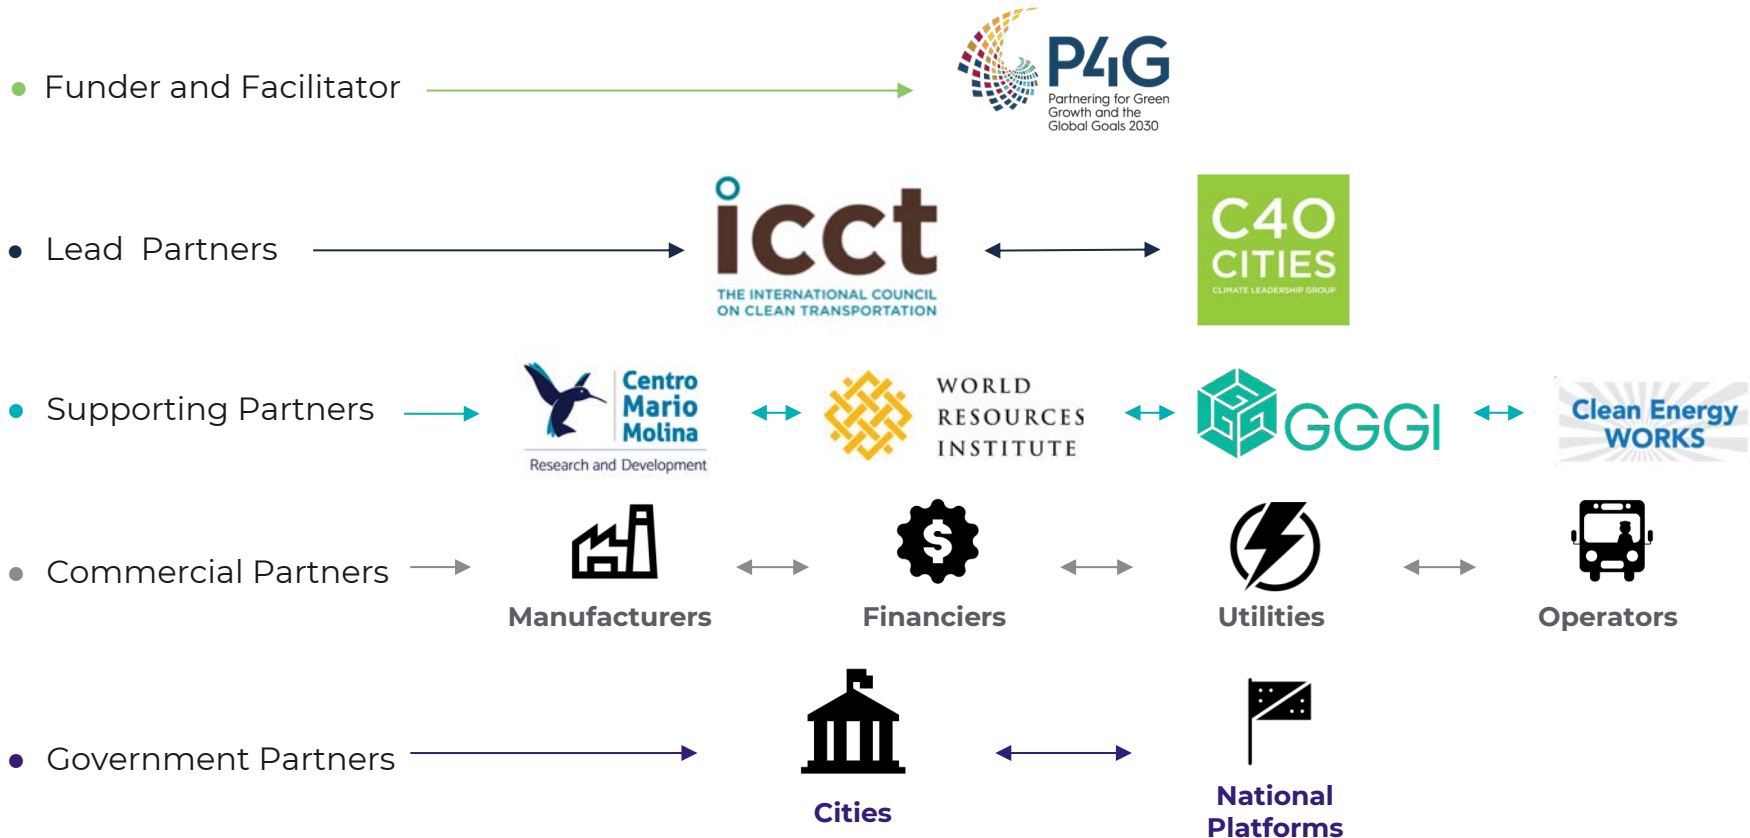 Funder and Facilitator
P4G
Partnering for Green
Growth and the
Global Goals 2030
Lead Partners
icct
THE INTERNATIONAL COUNCIL
ON CLEAN TRANSPORTATION
C40
CITIES
CLIMATE LEADERSHIP GROUP
Supporting Partners
Centro
Mario
Molina
Research and Development
WORLD
RESOURCES
INSTITUTE
GGGI
Clean Energy
WORKS
Commercial Partners
$
Manufacturers
Financiers
Utilities
Operators
Government Partners
Cities
National
Platforms